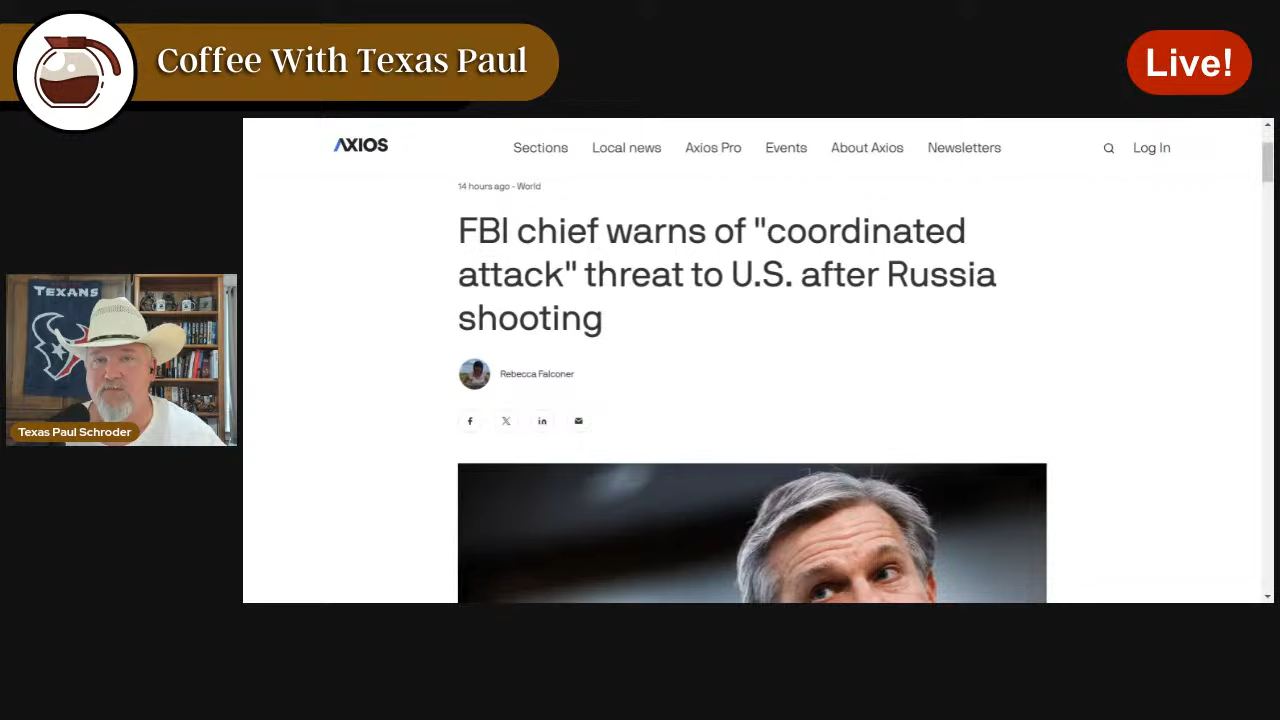 Coffee With Texas Paul
Live!
AXIOS
Sections Local news Axios Pro Events About Axios Newsletters Log In
14 hours ago - World
FBI chief warns of "coordinated
attack" threat to U.S. after Russia
shooting
Rebecca Falconer
TEXANS
Texas Paul Schroder